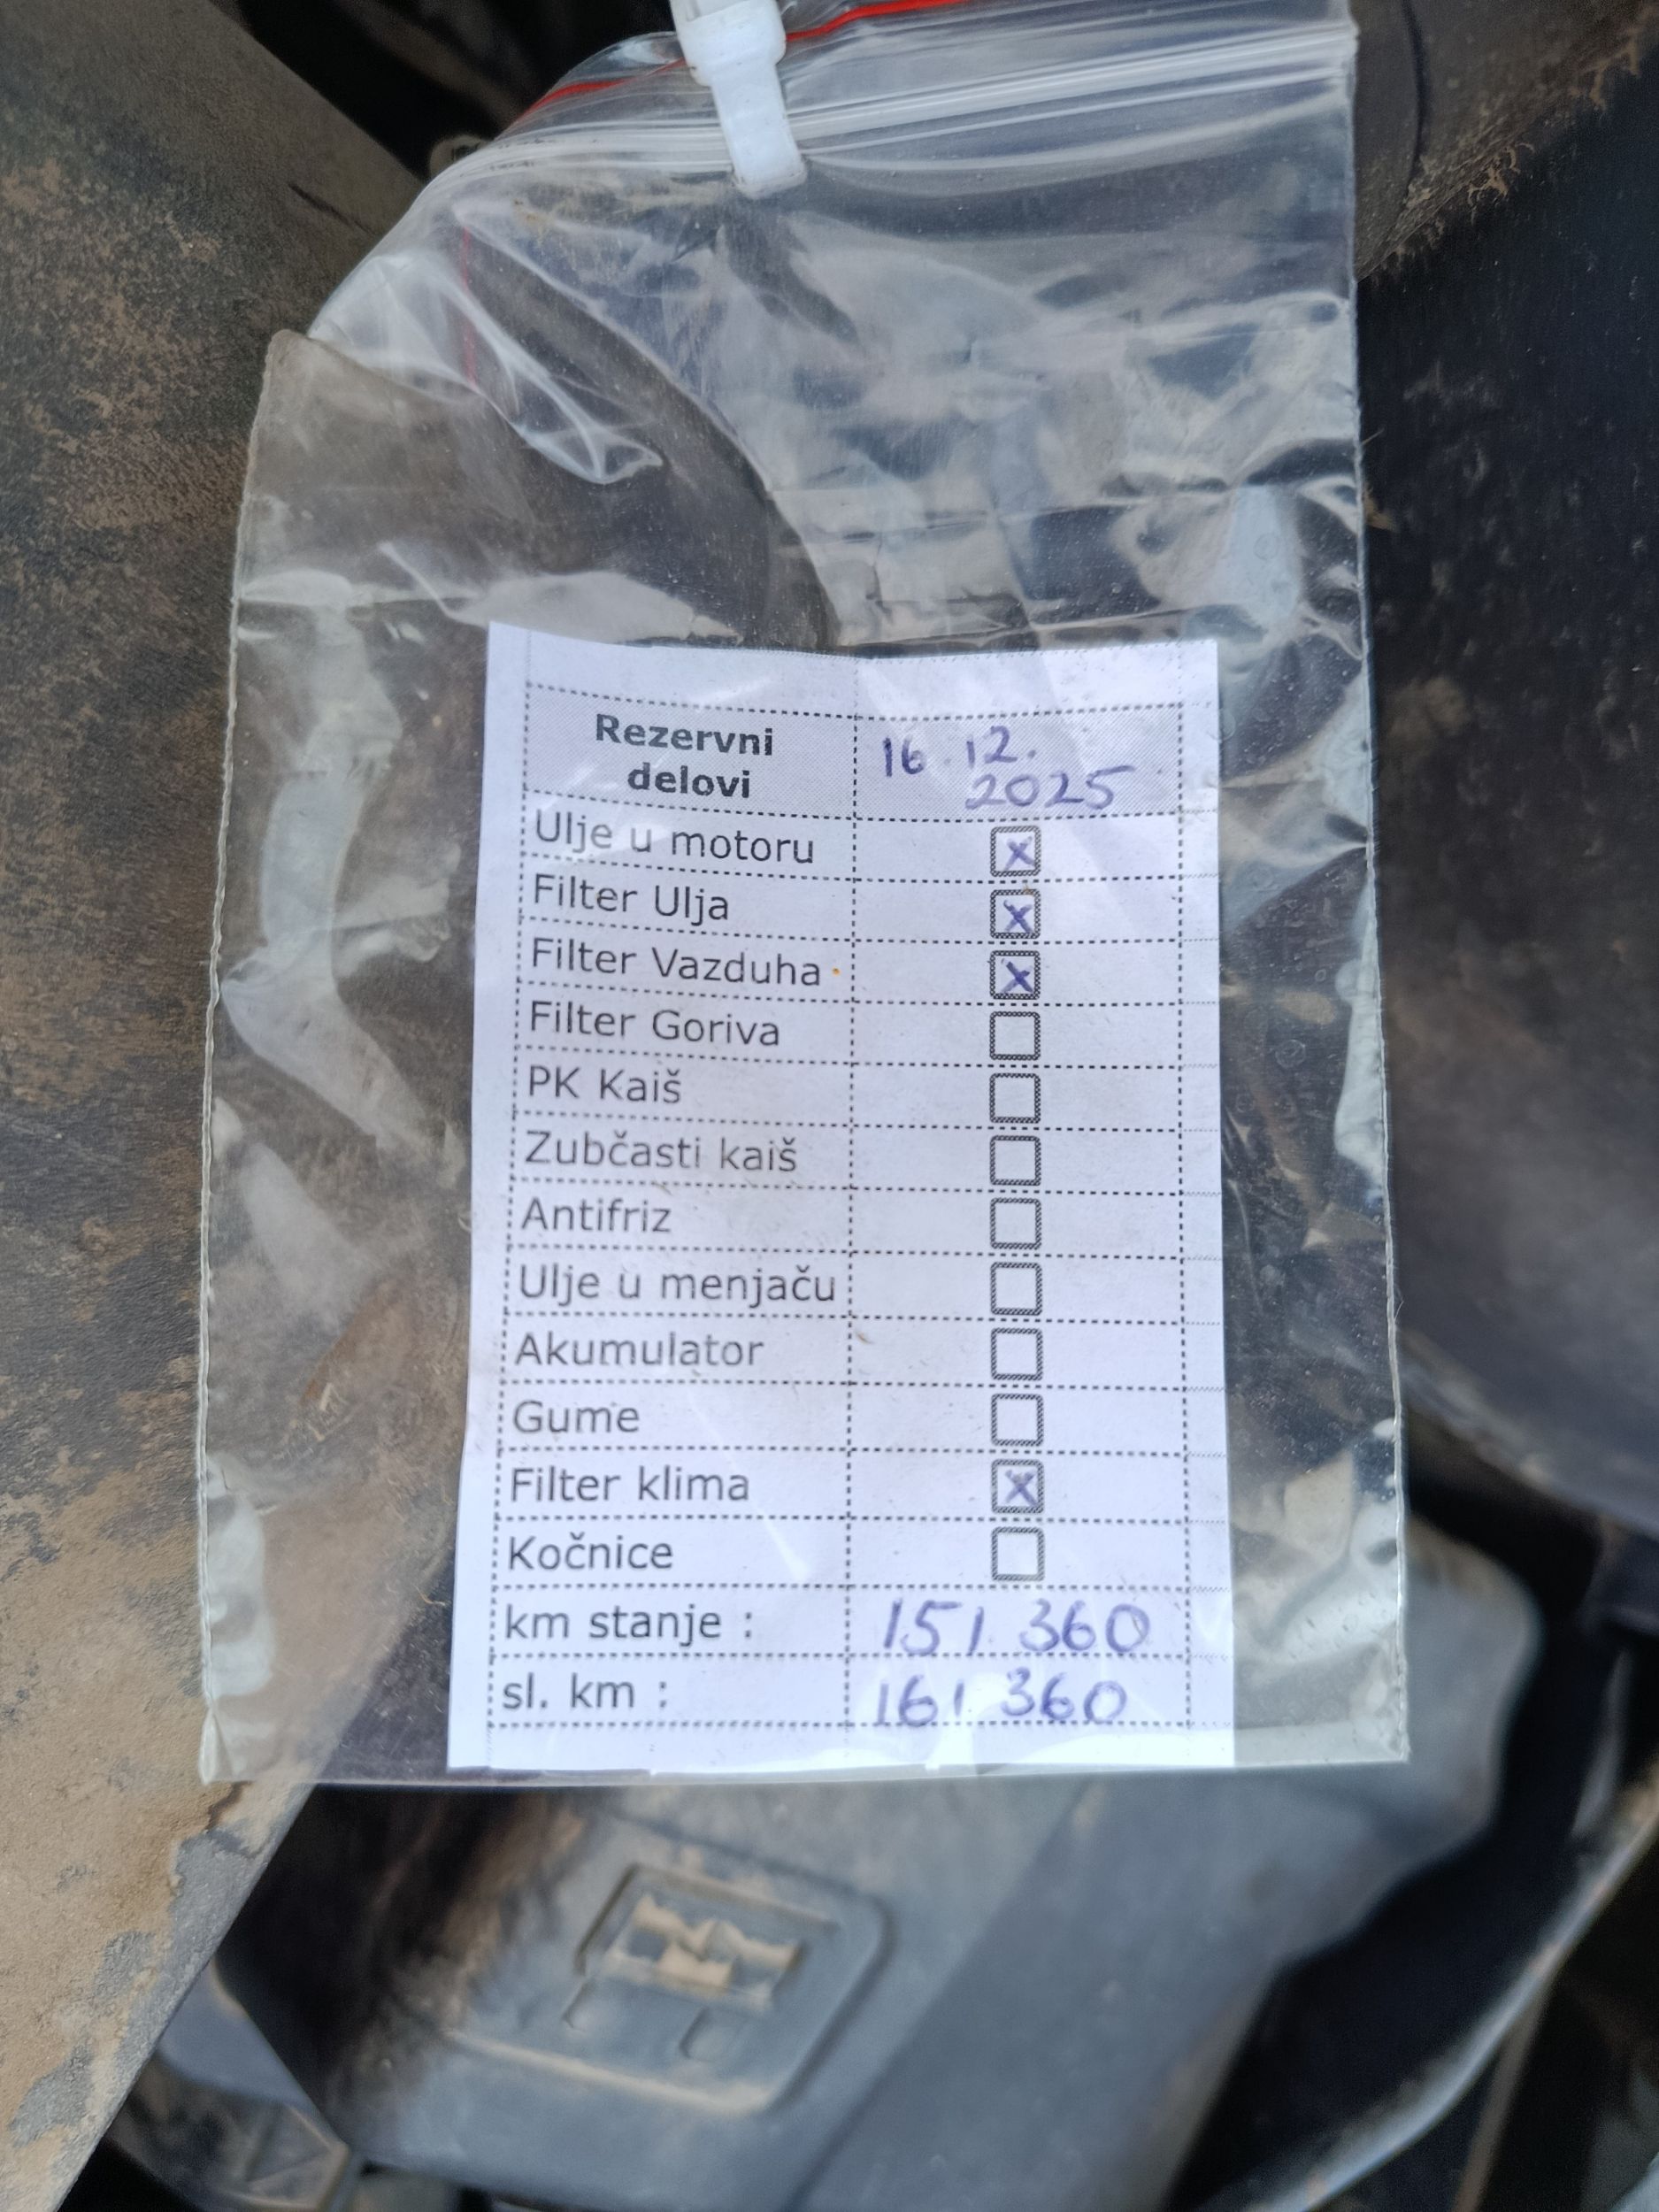 Rezervni
delovi
16.12.
2025
Ulje u motoru x
Filter Ulja x
Filter Vazduha x
Filter Goriva
PK Kaiš
Zubčasti kaiš
Antifriz
Ulje u menjaču
Akumulator
Gume
Filter klima x
Kočnice
km stanje : 151.360
sl. km : 161.360